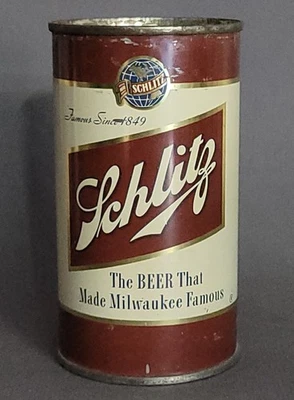 SCHLITZ
Famous Since 1849
Schlitz
The BEER That
Made Milwaukee Famous